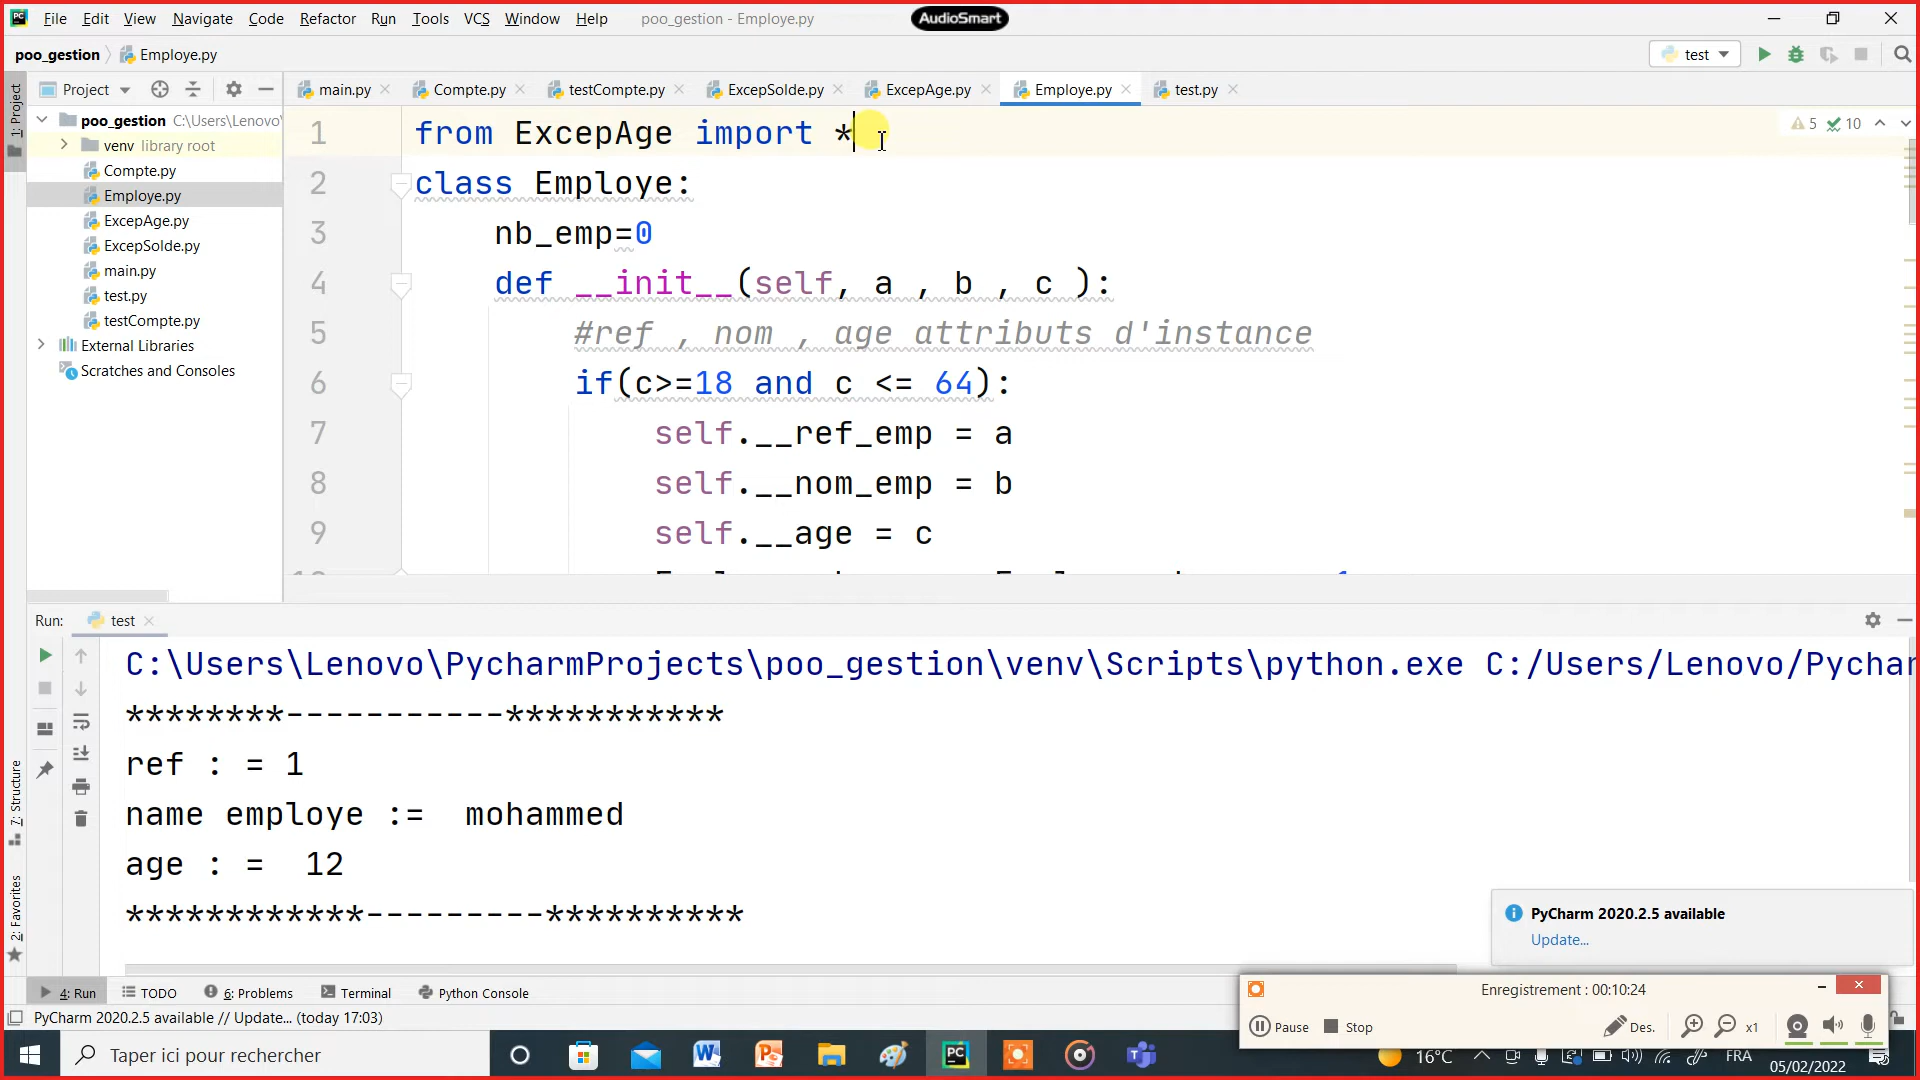 File Edit View Navigate Code Refactor Run Tools VCS Window Help poo_gestion - Employe.py
AudioSmart
poo_gestion Employe.py
test
Project
main.py Compte.py testCompte.py ExcepSolde.py ExcepAge.py Employe.py test.py
1: Project
poo_gestion C:\Users\Lenovo\
venv library root
Compte.py
Employe.py
ExcepAge.py
ExcepSolde.py
main.py
test.py
testCompte.py
External Libraries
Scratches and Consoles
5 10
1 from ExcepAge import *
2 class Employe:
3 nb_emp=0
4 def __init__(self, a , b , c ):
5 #ref , nom , age attributs d'instance
6 if(c>=18 and c <= 64):
7 self.__ref_emp = a
8 self.__nom_emp = b
9 self.__age = c
Run: test
C:\Users\Lenovo\PycharmProjects\poo_gestion\venv\Scripts\python.exe C:/Users/Lenovo/Pychar
********-----------***********
ref : = 1
name employe :=  mohammed
age : =  12
************---------**********
7: Structure
2: Favorites
PyCharm 2020.2.5 available
Update...
4: Run TODO 6: Problems Terminal Python Console
PyCharm 2020.2.5 available // Update... (today 17:03)
Enregistrement : 00:10:24
Pause Stop Des. x1
Taper ici pour rechercher
16°C FRA
05/02/2022